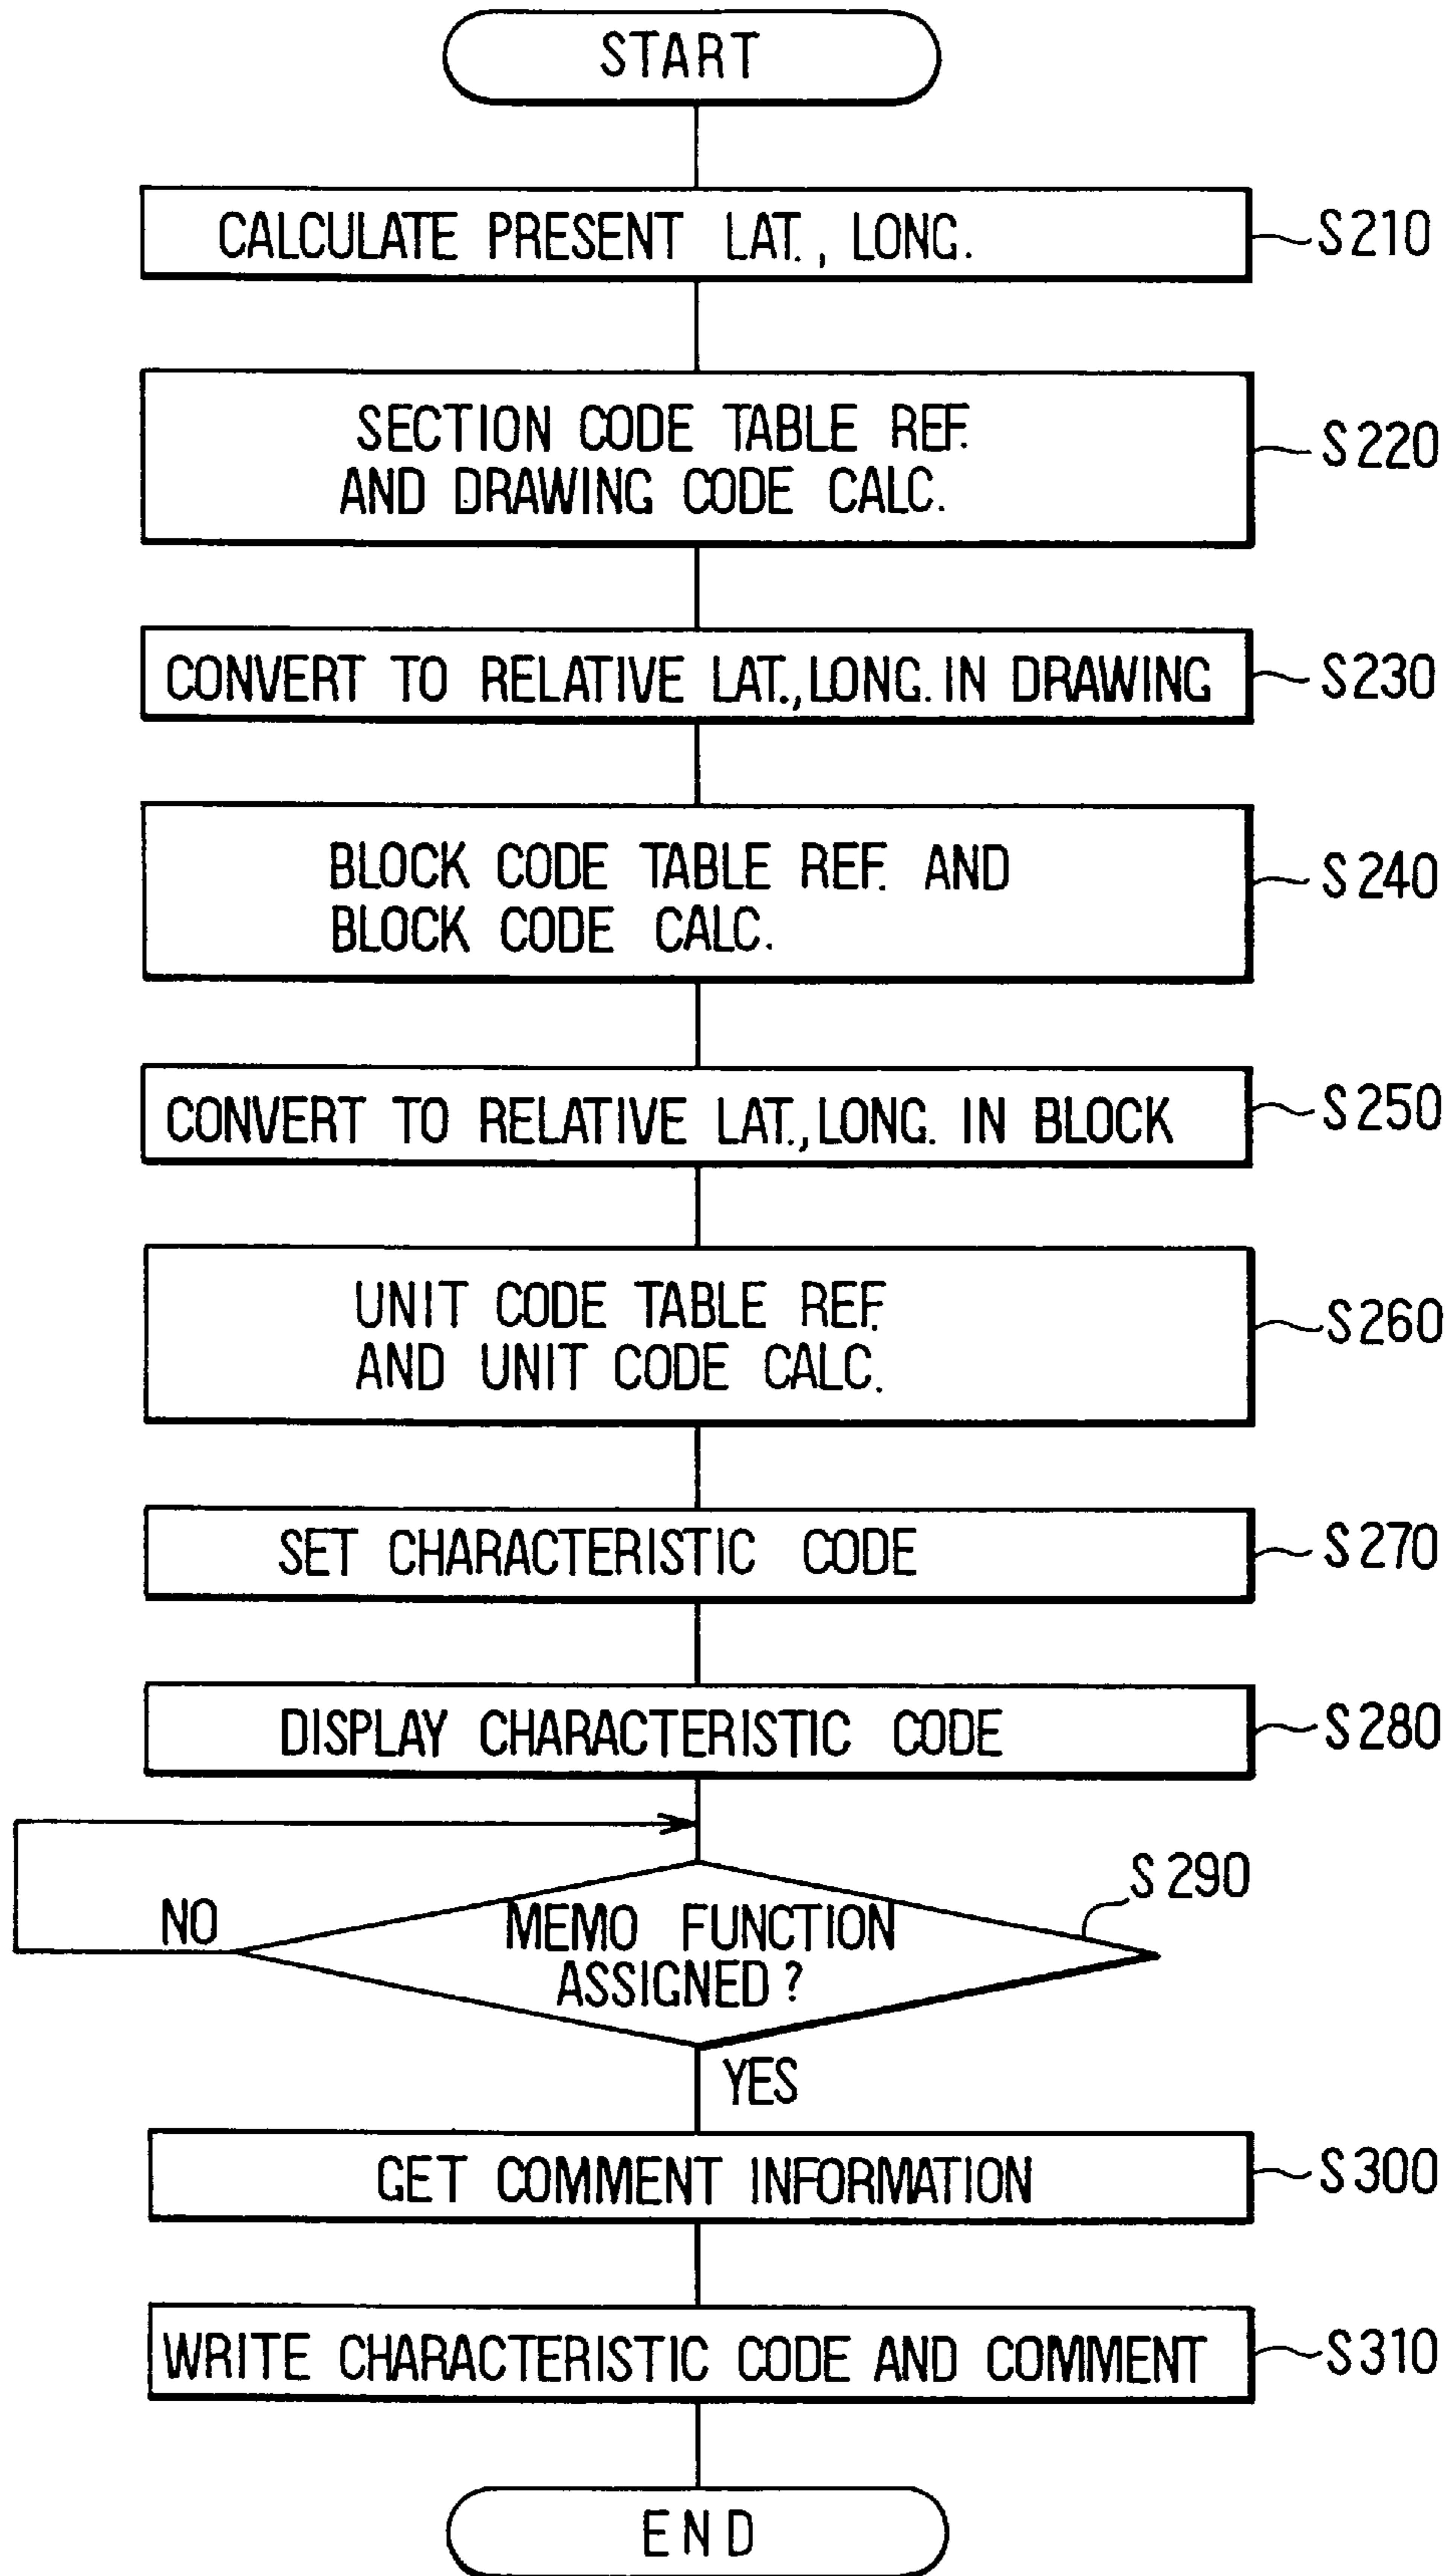 START
CALCULATE PRESENT LAT., LONG.
S210
SECTION CODE TABLE REF.
AND DRAWING CODE CALC.
S220
CONVERT TO RELATIVE LAT., LONG. IN DRAWING
S230
BLOCK CODE TABLE REF. AND
BLOCK CODE CALC.
S240
CONVERT TO RELATIVE LAT., LONG. IN BLOCK
S250
UNIT CODE TABLE REF.
AND UNIT CODE CALC.
S260
SET CHARACTERISTIC CODE
S270
DISPLAY CHARACTERISTIC CODE
S280
S290
NO
MEMO FUNCTION
ASSIGNED?
YES
GET COMMENT INFORMATION
S300
WRITE CHARACTERISTIC CODE AND COMMENT
S310
END